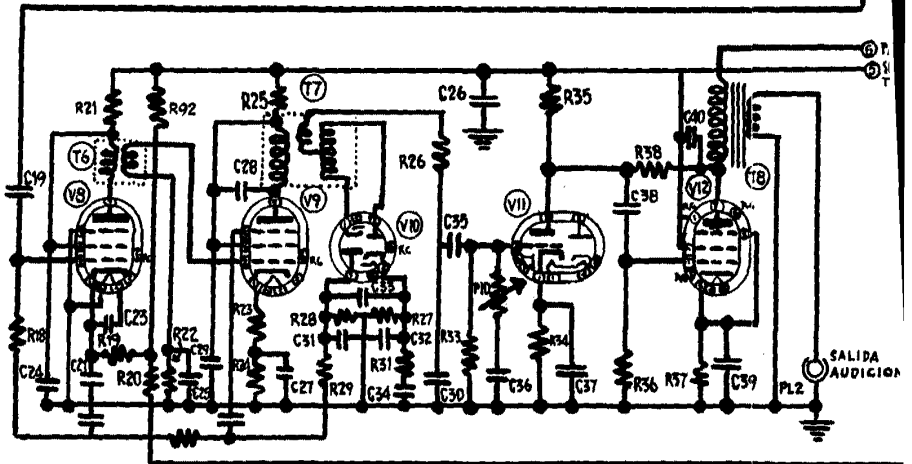 6
5
R21
R92
R25
T7
C26
R35
C40
T6
R26
R38
C19
C28
V8
V9
V10
V11
C38
V12
T8
C35
P10
C33
R18
C23
R19
R22
R23
R28
R27
C31
C32
R33
R34
R20
C29
R24
R31
C24
C25
C27
R29
C34
C30
C36
C37
R36
R37
C39
PL2
SALIDA
AUDICION